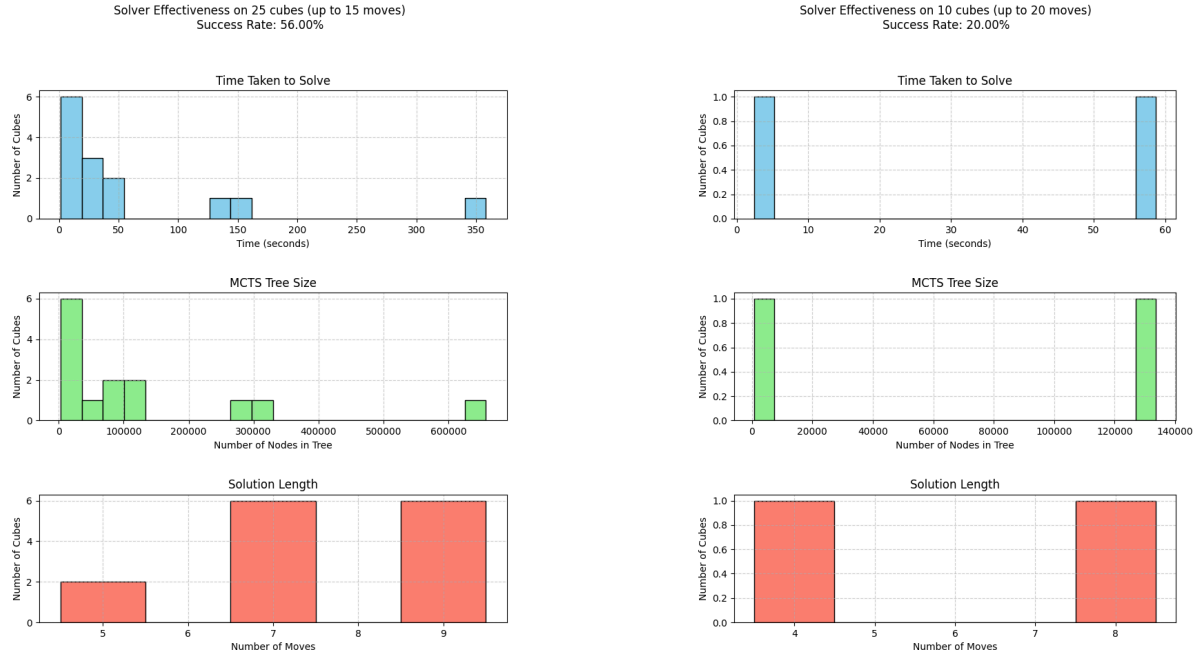 Solver Effectiveness on 25 cubes (up to 15 moves)
Success Rate: 56.00%
Time Taken to Solve
Number of Cubes
6
4
2
0
0 50 100 150 200 250 300 350
Time (seconds)
MCTS Tree Size
Number of Cubes
6
4
2
0
0 100000 200000 300000 400000 500000 600000
Number of Nodes in Tree
Solution Length
Number of Cubes
6
4
2
0
5 6 7 8 9
Number of Moves
Solver Effectiveness on 10 cubes (up to 20 moves)
Success Rate: 20.00%
Time Taken to Solve
Number of Cubes
1.0
0.8
0.6
0.4
0.2
0.0
0 10 20 30 40 50 60
Time (seconds)
MCTS Tree Size
Number of Cubes
1.0
0.8
0.6
0.4
0.2
0.0
0 20000 40000 60000 80000 100000 120000 140000
Number of Nodes in Tree
Solution Length
Number of Cubes
1.0
0.8
0.6
0.4
0.2
0.0
4 5 6 7 8
Number of Moves